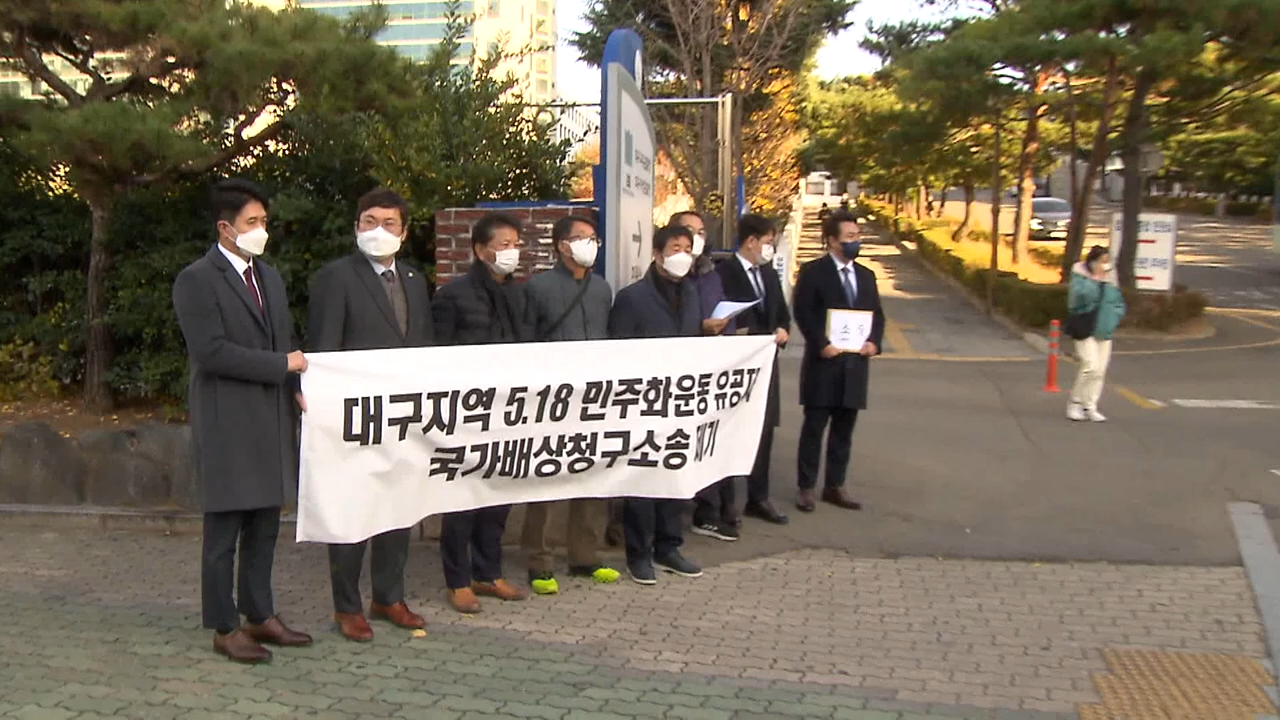 대구지역 5.18 민주화운동 유공자
국가배상청구소송 제기
소장